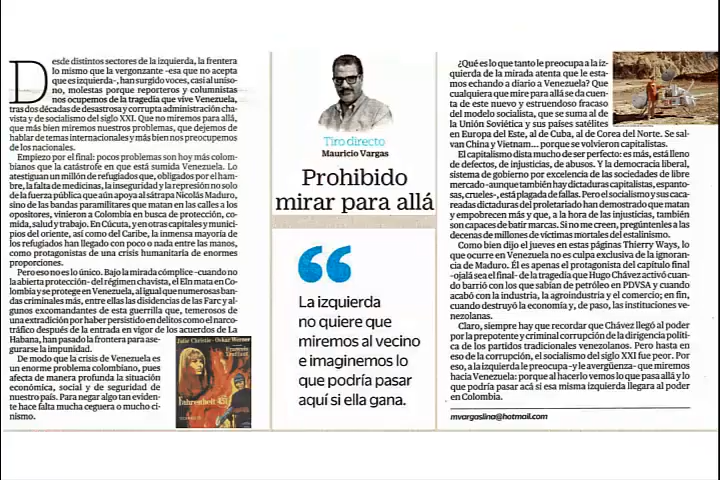 Desde distintos sectores de la izquierda, la frentera
lo mismo que la vergonzante -esa que no acepta
que es izquierda-, han surgido voces, casi al uníso-
no, molestas porque reporteros y columnistas
nos ocupemos de la tragedia que vive Venezuela,
tras dos décadas de desastrosa y corrupta administración cha-
vista y de socialismo del siglo XXI. Que no miremos para allá,
que más bien miremos nuestros problemas, que dejemos de
hablar de temas internacionales y más bien nos preocupemos
de los nacionales.
Empiezo por el final: pocos problemas son hoy más colom-
bianos que la catástrofe en que está sumida Venezuela. Lo
atestiguan un millón de refugiados que, obligados por el ham-
bre, la falta de medicinas, la inseguridad y la represión no solo
de la fuerza pública que aún apoya al sátrapa Nicolás Maduro,
sino de las bandas paramilitares que matan en las calles a los
opositores, vinieron a Colombia en busca de protección, co-
mida, salud y trabajo. En Cúcuta, y en otras capitales y munici-
pios del oriente, así como del Caribe, la inmensa mayoría de
los refugiados han llegado con poco o nada entre las manos,
como protagonistas de una crisis humanitaria de enormes
proporciones.
Pero eso no es lo único. Bajo la mirada cómplice -cuando no
la abierta protección- del régimen chavista, el Eln mata en Co-
lombia y se protege en Venezuela, al igual que numerosas ban-
das criminales más, entre ellas las disidencias de las Farc y al-
gunos excomandantes de esta guerrilla que, temerosos de
una extradición por haber persistido en delitos como el narco-
tráfico después de la entrada en vigor de los acuerdos de La
Habana, han pasado la frontera para ase-
gurarse la impunidad.
De modo que la crisis de Venezuela es
un enorme problema colombiano, pues
afecta de manera profunda la situación
económica, social y de seguridad de
nuestro país. Para negar algo tan eviden-
te hace falta mucha ceguera o mucho ci-
nismo.
Julie Christie · Oskar Werner
François
Truffaut
Fahrenheit 451
Tiro directo
Mauricio Vargas
Prohibido
mirar para allá
“
La izquierda
no quiere que
miremos al vecino
e imaginemos lo
que podría pasar
aquí si ella gana.
¿Qué es lo que tanto le preocupa a la iz-
quierda de la mirada atenta que le esta-
mos echando a diario a Venezuela? Que
cualquiera que mire para allá se da cuen-
ta de este nuevo y estruendoso fracaso
del modelo socialista, que se suma al de
la Unión Soviética y sus países satélites
en Europa del Este, al de Cuba, al de Corea del Norte. Se sal-
van China y Vietnam... porque se volvieron capitalistas.
El capitalismo dista mucho de ser perfecto: es más, está lleno
de defectos, de injusticias, de abusos. Y la democracia liberal,
sistema de gobierno por excelencia de las sociedades de libre
mercado -aunque también hay dictaduras capitalistas, espanto-
sas, crueles-, está plagada de fallas. Pero el socialismo y sus caca-
readas dictaduras del proletariado han demostrado que matan
y empobrecen más y que, a la hora de las injusticias, también
son capaces de batir marcas. Si no me creen, pregúntenles a las
decenas de millones de víctimas mortales del estalinismo.
Como bien dijo el jueves en estas páginas Thierry Ways, lo
que ocurre en Venezuela no es culpa exclusiva de la ignoran-
cia de Maduro. Él es apenas el protagonista del capítulo final
-ojalá sea el final- de la tragedia que Hugo Chávez activó cuan-
do barrió con los que sabían de petróleo en PDVSA y cuando
acabó con la industria, la agroindustria y el comercio; en fin,
cuando destruyó la economía y, de paso, las instituciones ve-
nezolanas.
Claro, siempre hay que recordar que Chávez llegó al poder
por la prepotente y criminal corrupción de la dirigencia políti-
ca de los partidos tradicionales venezolanos. Pero hasta en
eso de la corrupción, el socialismo del siglo XXI fue peor. Por
eso, a la izquierda le preocupa -y le avergüenza- que miremos
hacia Venezuela: porque al hacerlo vemos lo que pasa allá y lo
que podría pasar acá si esa misma izquierda llegara al poder
en Colombia.
mvargaslina@hotmail.com